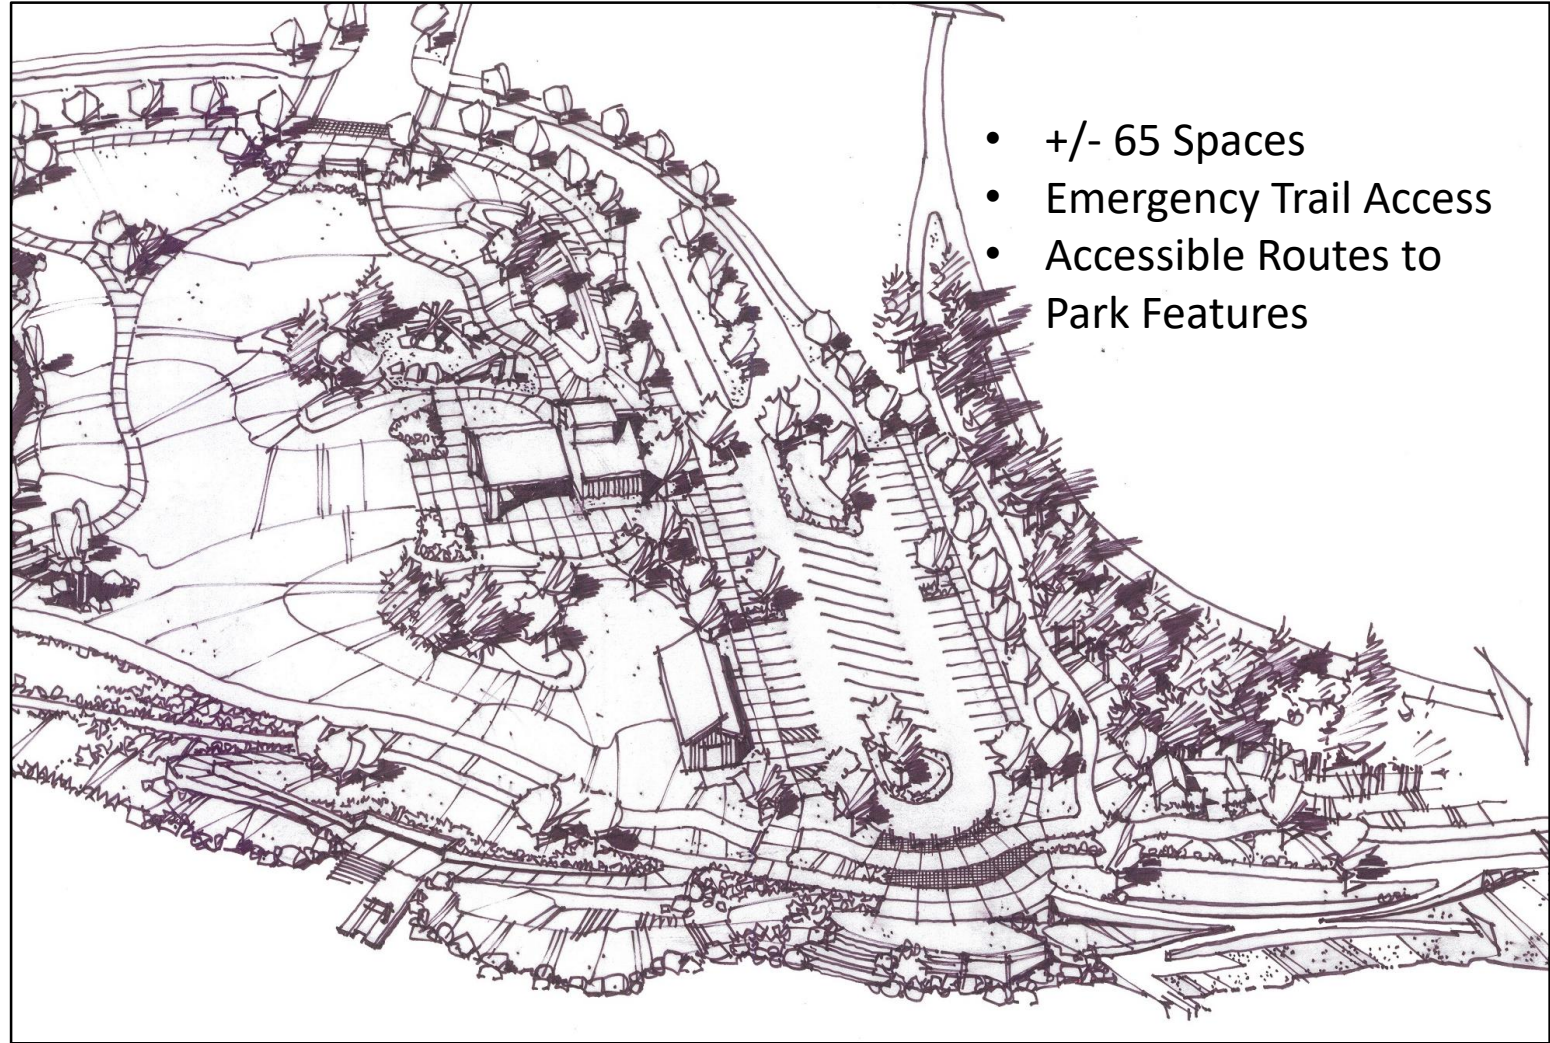 • +/- 65 Spaces
• Emergency Trail Access
• Accessible Routes to
Park Features